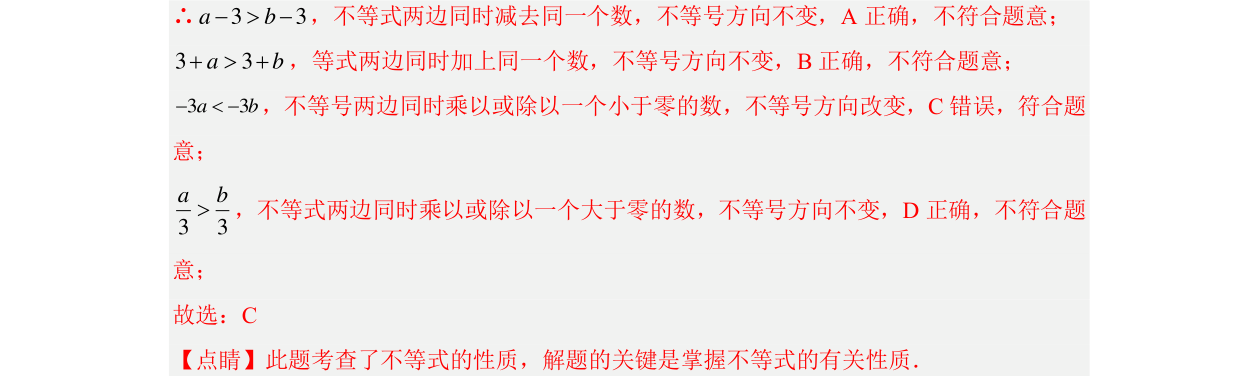 ∴ a−3>b−3，不等式两边同时减去同一个数，不等号方向不变，A 正确，不符合题意；
3+a>3+b，等式两边同时加上同一个数，不等号方向不变，B 正确，不符合题意；
−3a<−3b，不等号两边同时乘以或除以一个小于零的数，不等号方向改变，C 错误，符合题
意；
a/3>b/3，不等式两边同时乘以或除以一个大于零的数，不等号方向不变，D 正确，不符合题
意；
故选：C
【点睛】此题考查了不等式的性质，解题的关键是掌握不等式的有关性质．